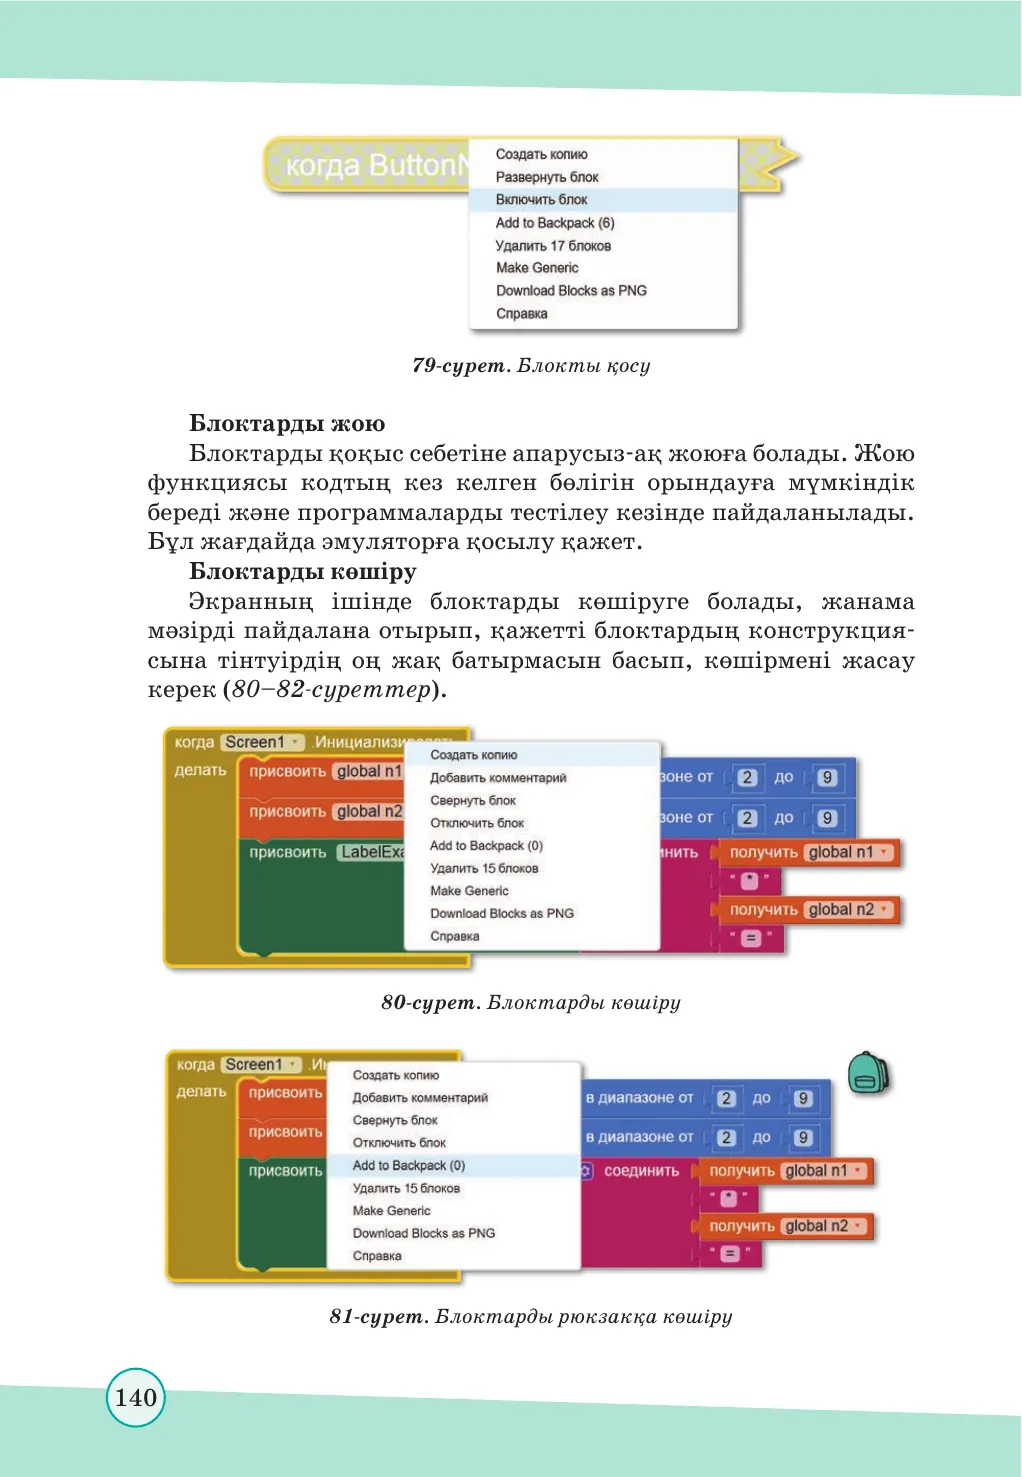 когда ButtonN
Создать копию
Развернуть блок
Включить блок
Add to Backpack (6)
Удалить 17 блоков
Make Generic
Download Blocks as PNG
Справка
79-сурет. Блокты қосу
Блоктарды жою
Блоктарды қоқыс себетіне апарусыз-ақ жоюға болады. Жою
функциясы кодтың кез келген бөлігін орындауға мүмкіндік
береді және программаларды тестілеу кезінде пайдаланылады.
Бұл жағдайда эмуляторға қосылу қажет.
Блоктарды көшіру
Экранның ішінде блоктарды көшіруге болады, жанама
мәзірді пайдалана отырып, қажетті блоктардың конструкция-
сына тінтуірдің оң жақ батырмасын басып, көшірмені жасау
керек (80–82-суреттер).
когда Screen1 .Инициализировать
делать присвоить global n1
присвоить global n2
присвоить LabelExa
Создать копию
Добавить комментарий
Свернуть блок
Отключить блок
Add to Backpack (0)
Удалить 15 блоков
Make Generic
Download Blocks as PNG
Справка
зоне от 2 до 9
зоне от 2 до 9
инить получить global n1
" * "
получить global n2
" = "
80-сурет. Блоктарды көшіру
когда Screen1 .Ин
делать присвоить
присвоить
присвоить
Создать копию
Добавить комментарий
Свернуть блок
Отключить блок
Add to Backpack (0)
Удалить 15 блоков
Make Generic
Download Blocks as PNG
Справка
в диапазоне от 2 до 9
в диапазоне от 2 до 9
соединить получить global n1
" * "
получить global n2
" = "
81-сурет. Блоктарды рюкзакқа көшіру
140